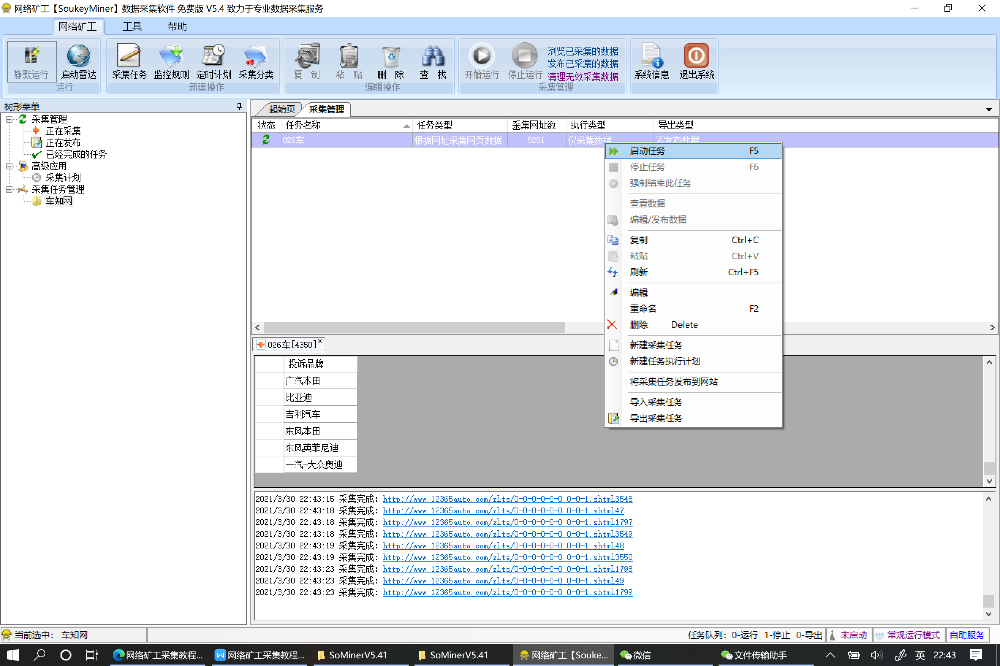 网络矿工【SoukeyMiner】数据采集软件 免费版 V5.4 致力于专业数据采集服务
网络矿工 工具 帮助
静默运行 启动雷达 采集任务 监控规则 定时计划 采集分类 复 制 粘 贴 删 除 查 找 开始运行 停止运行 浏览已采集的数据
发布已采集的数据
清理无效采集数据 系统信息 退出系统
运行 新建操作 编辑操作 采集管理
树形菜单
采集管理
正在采集
正在发布
已经完成的任务
高级应用
采集计划
采集任务管理
车知网
起始页 采集管理
状态 任务名称 任务类型 采集网址数 执行类型 导出类型
026车 根据网址采集网页数据 5251 仅采集数据 不发布数据
启动任务 F5
停止任务 F6
强制结束此任务
查看数据
编辑/发布数据
复制 Ctrl+C
粘贴 Ctrl+V
刷新 Ctrl+F5
编辑
重命名 F2
删除 Delete
新建采集任务
新建任务执行计划
将采集任务发布到网站
导入采集任务
导出采集任务
026车[4350]
投诉品牌
广汽本田
比亚迪
吉利汽车
东风本田
东风英菲尼迪
一汽-大众奥迪
2021/3/30 22:43:15 采集完成：http://www.12365auto.com/zlts/0-0-0-0-0-0_0-0-1.shtml3548
2021/3/30 22:43:18 采集完成：http://www.12365auto.com/zlts/0-0-0-0-0-0_0-0-1.shtml47
2021/3/30 22:43:18 采集完成：http://www.12365auto.com/zlts/0-0-0-0-0-0_0-0-1.shtml1797
2021/3/30 22:43:18 采集完成：http://www.12365auto.com/zlts/0-0-0-0-0-0_0-0-1.shtml3549
2021/3/30 22:43:19 采集完成：http://www.12365auto.com/zlts/0-0-0-0-0-0_0-0-1.shtml48
2021/3/30 22:43:19 采集完成：http://www.12365auto.com/zlts/0-0-0-0-0-0_0-0-1.shtml3550
2021/3/30 22:43:23 采集完成：http://www.12365auto.com/zlts/0-0-0-0-0-0_0-0-1.shtml1798
2021/3/30 22:43:23 采集完成：http://www.12365auto.com/zlts/0-0-0-0-0-0_0-0-1.shtml49
2021/3/30 22:43:23 采集完成：http://www.12365auto.com/zlts/0-0-0-0-0-0_0-0-1.shtml1799
当前选中： 车知网 任务队列：0-运行 1-停止 0-导出 未启动 常规运行模式 自助服务
网络矿工采集教程... 网络矿工采集教程... SoMinerV5.41 SoMinerV5.41 网络矿工【Souke... 微信 文件传输助手 英 22:43